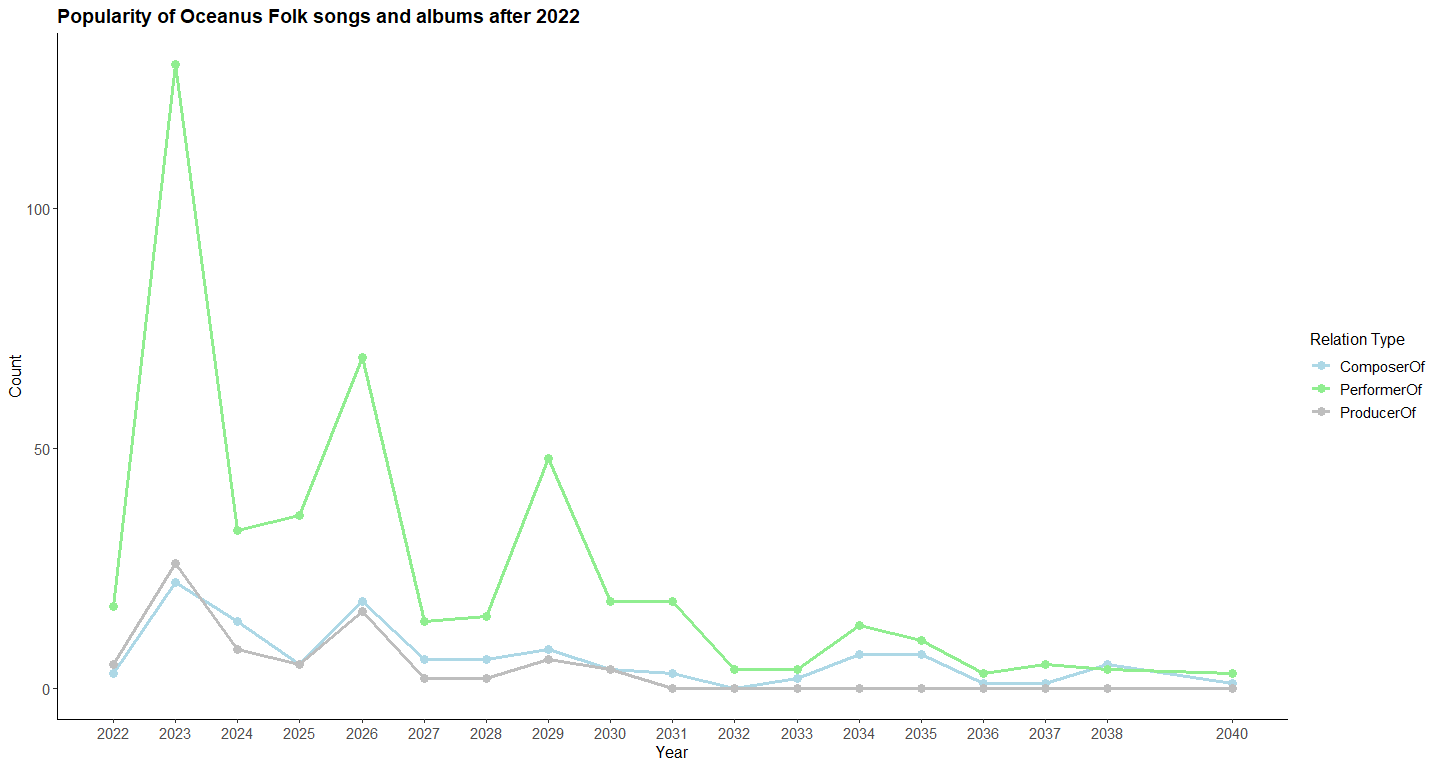 Popularity of Oceanus Folk songs and albums after 2022
100
50
0
Count
2022 2023 2024 2025 2026 2027 2028 2029 2030 2031 2032 2033 2034 2035 2036 2037 2038 2040
Year
Relation Type
ComposerOf
PerformerOf
ProducerOf